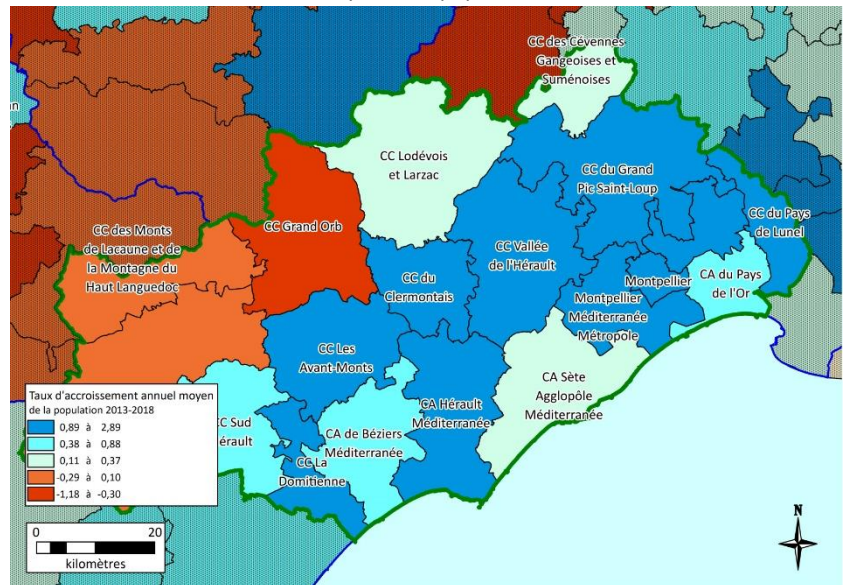 CC des Cévennes
Gangeoises et
Suménoises
CC Lodévois
et Larzac
CC du Grand
Pic Saint-Loup
CC du Pays
de Lunel
CC des Monts
de Lacaune et de
la Montagne du
Haut Languedoc
CC Grand Orb
CC Vallée
de l'Hérault
CC du
Clermontais
Montpellier
CA du Pays
de l'Or
Montpellier
Méditerranée
Métropole
CC Les
Avant-Monts
CA Sète
Agglopôle
Méditerranée
CA Hérault
Méditerranée
CC Sud
Hérault
CA de Béziers
Méditerranée
CC La
Domitienne
Taux d'accroissement annuel moyen
de la population 2013-2018
0,89 à 2,89
0,38 à 0,88
0,11 à 0,37
-0,29 à 0,10
-1,18 à -0,30
0 20
kilomètres
N